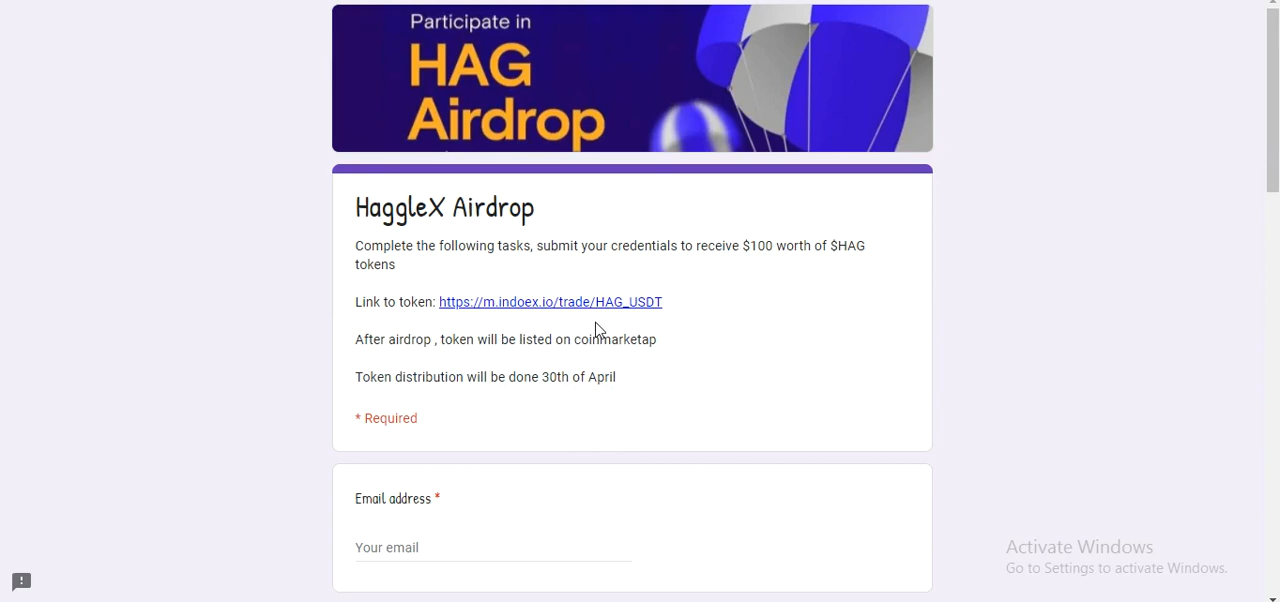 Participate in
HAG
Airdrop
HaggleX Airdrop
Complete the following tasks, submit your credentials to receive $100 worth of $HAG
tokens
Link to token: https://m.indoex.io/trade/HAG_USDT
After airdrop , token will be listed on coinmarketap
Token distribution will be done 30th of April
* Required
Email address *
Your email
Activate Windows
Go to Settings to activate Windows.